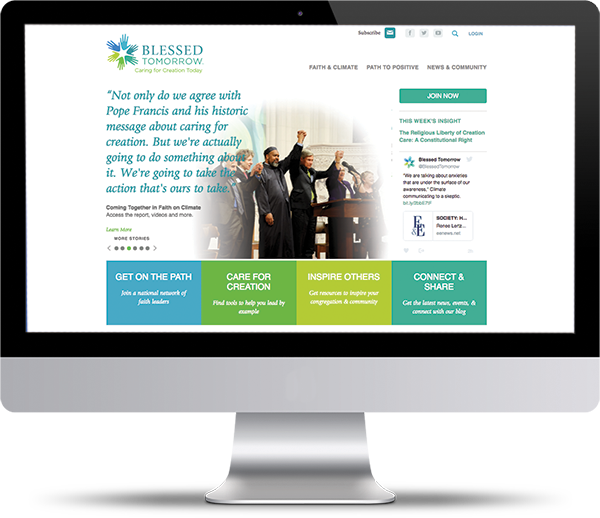 Subscribe
LOGIN
BLESSED
TOMORROW.
Caring for Creation Today
FAITH & CLIMATE PATH TO POSITIVE NEWS & COMMUNITY
"Not only do we agree with
Pope Francis and his historic
message about caring for
creation. But we're actually
going to do something about
it. We're going to take the
action that's ours to take."
Coming Together in Faith on Climate
Access the report, videos and more.
Learn More
MORE STORIES
JOIN NOW
THIS WEEK'S INSIGHT
The Religious Liberty of Creation
Care: A Constitutional Right
Blessed Tomorrow
@BlessedTomorrow
"We are talking about anxieties
that are under the surface of our
awareness," Climate
communicating to a skeptic.
SOCIETY: H...
Renee Lertz...
eenews.net
GET ON THE PATH
Join a national network of
faith leaders
CARE FOR
CREATION
Find tools to help you lead by
example
INSPIRE OTHERS
Get resources to inspire your
congregation & community
CONNECT &
SHARE
Get the latest news, events, &
connect with our blog